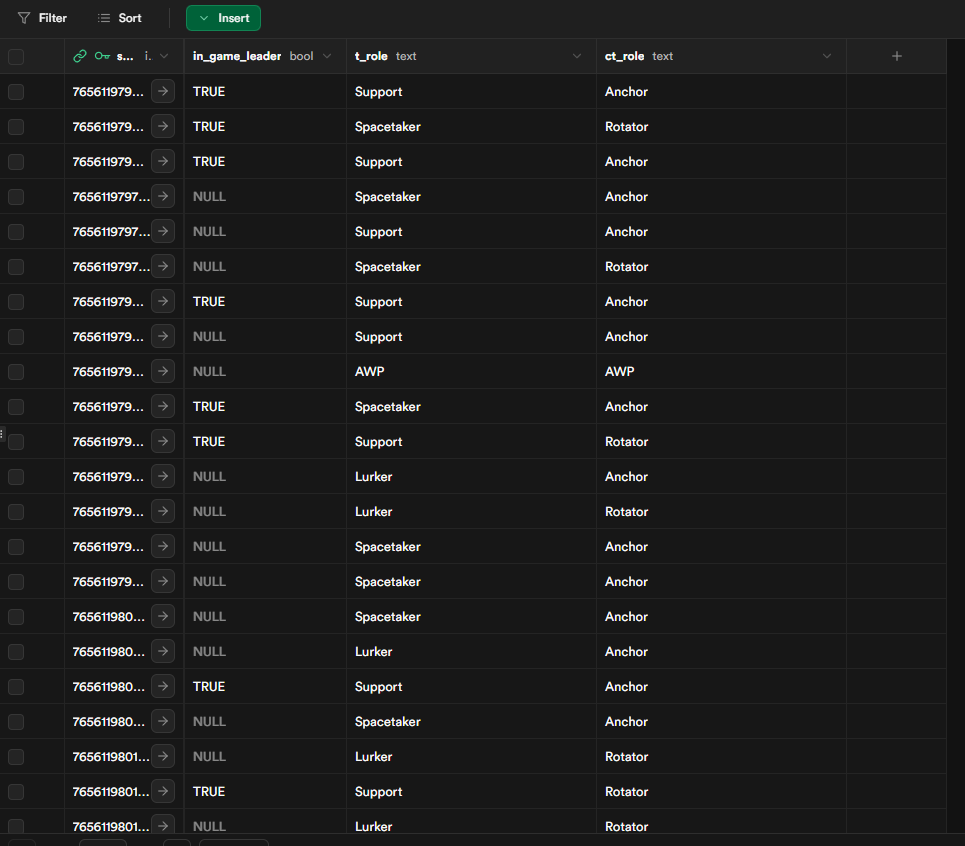 Filter Sort Insert
s... i. in_game_leader bool t_role text ct_role text
765611979... TRUE Support Anchor
765611979... TRUE Spacetaker Rotator
765611979... TRUE Support Anchor
7656119797... NULL Spacetaker Anchor
7656119797... NULL Support Anchor
7656119797... NULL Spacetaker Rotator
765611979... TRUE Support Anchor
765611979... NULL Support Anchor
765611979... NULL AWP AWP
765611979... TRUE Spacetaker Anchor
765611979... TRUE Support Rotator
765611979... NULL Lurker Anchor
765611979... NULL Lurker Rotator
765611979... NULL Spacetaker Anchor
765611979... NULL Spacetaker Anchor
765611980... NULL Spacetaker Anchor
765611980... NULL Lurker Anchor
765611980... TRUE Support Anchor
765611980... NULL Spacetaker Anchor
7656119801... NULL Lurker Rotator
7656119801... TRUE Support Rotator
7656119801... NULL Lurker Rotator